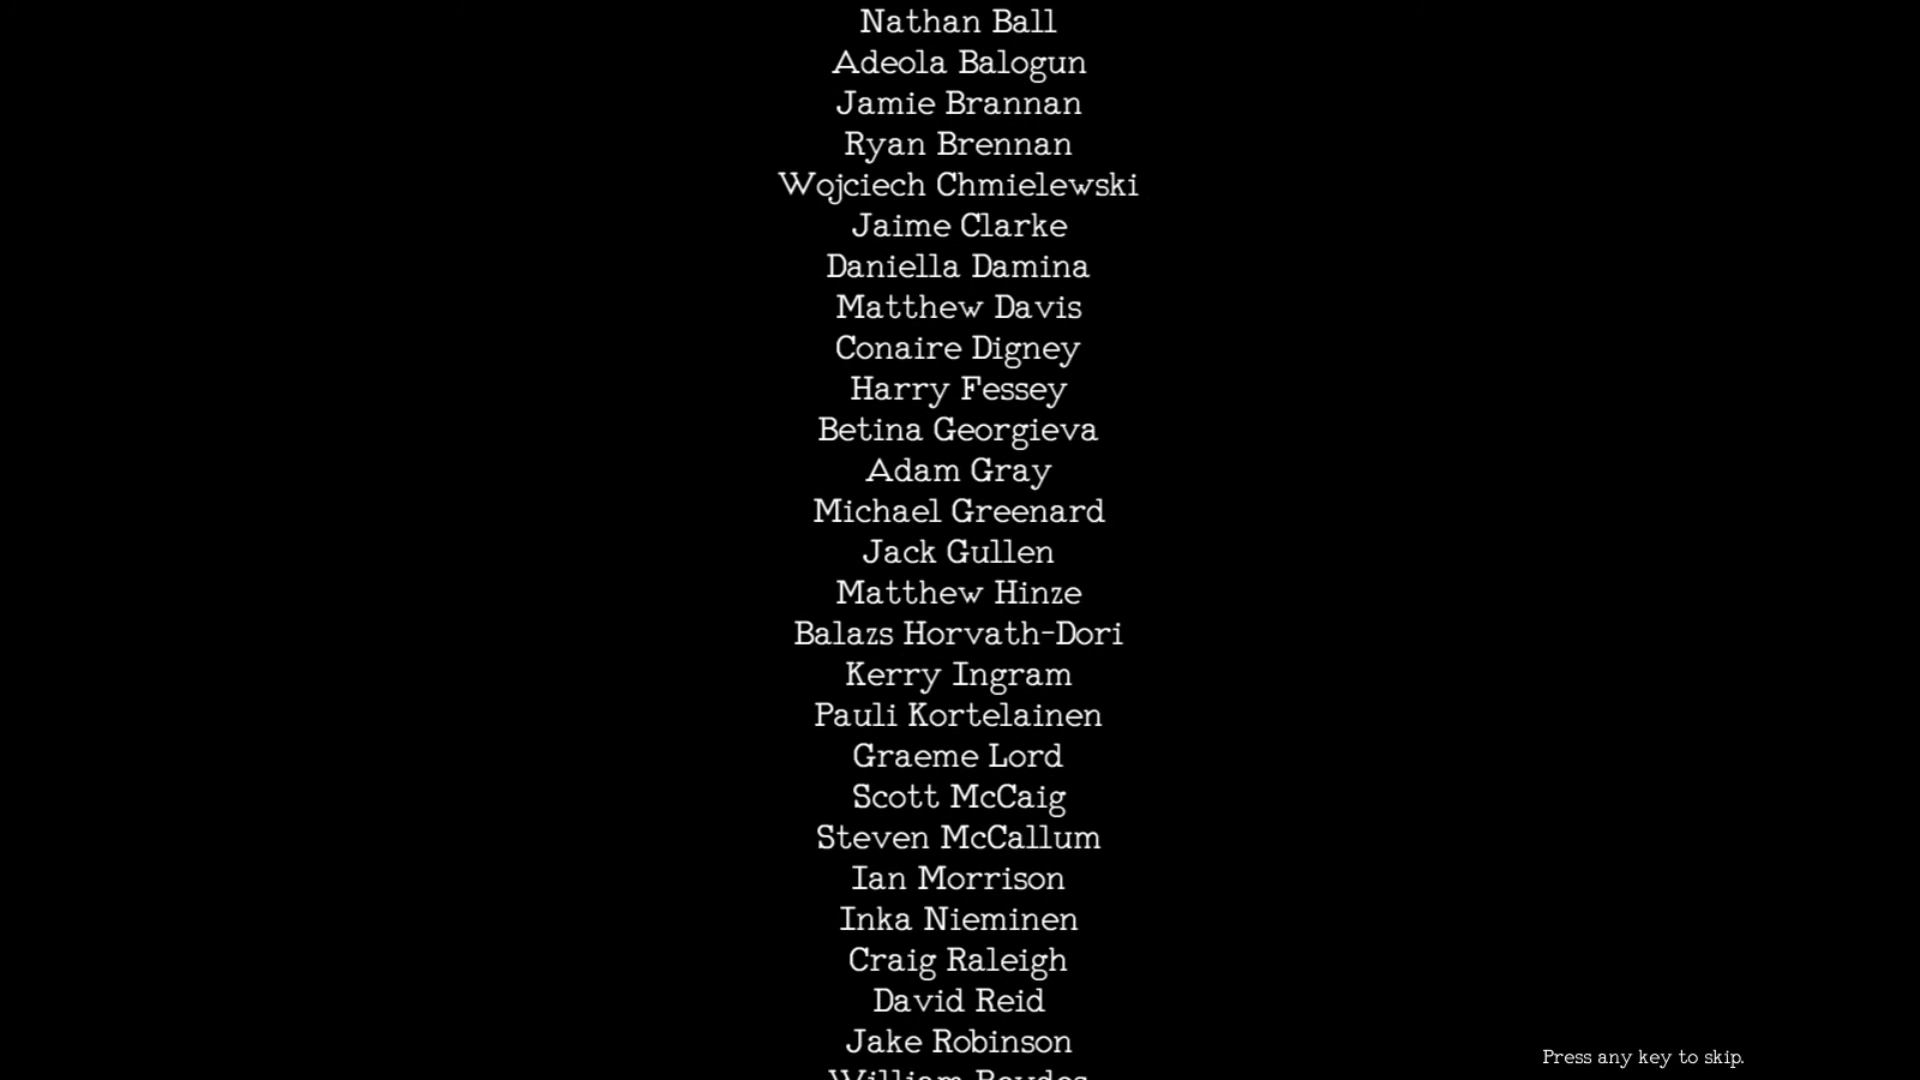 Nathan Ball
Adeola Balogun
Jamie Brannan
Ryan Brennan
Wojciech Chmielewski
Jaime Clarke
Daniella Damina
Matthew Davis
Conaire Digney
Harry Fessey
Betina Georgieva
Adam Gray
Michael Greenard
Jack Gullen
Matthew Hinze
Balazs Horvath-Dori
Kerry Ingram
Pauli Kortelainen
Graeme Lord
Scott McCaig
Steven McCallum
Ian Morrison
Inka Nieminen
Craig Raleigh
David Reid
Jake Robinson
Press any key to skip.
William